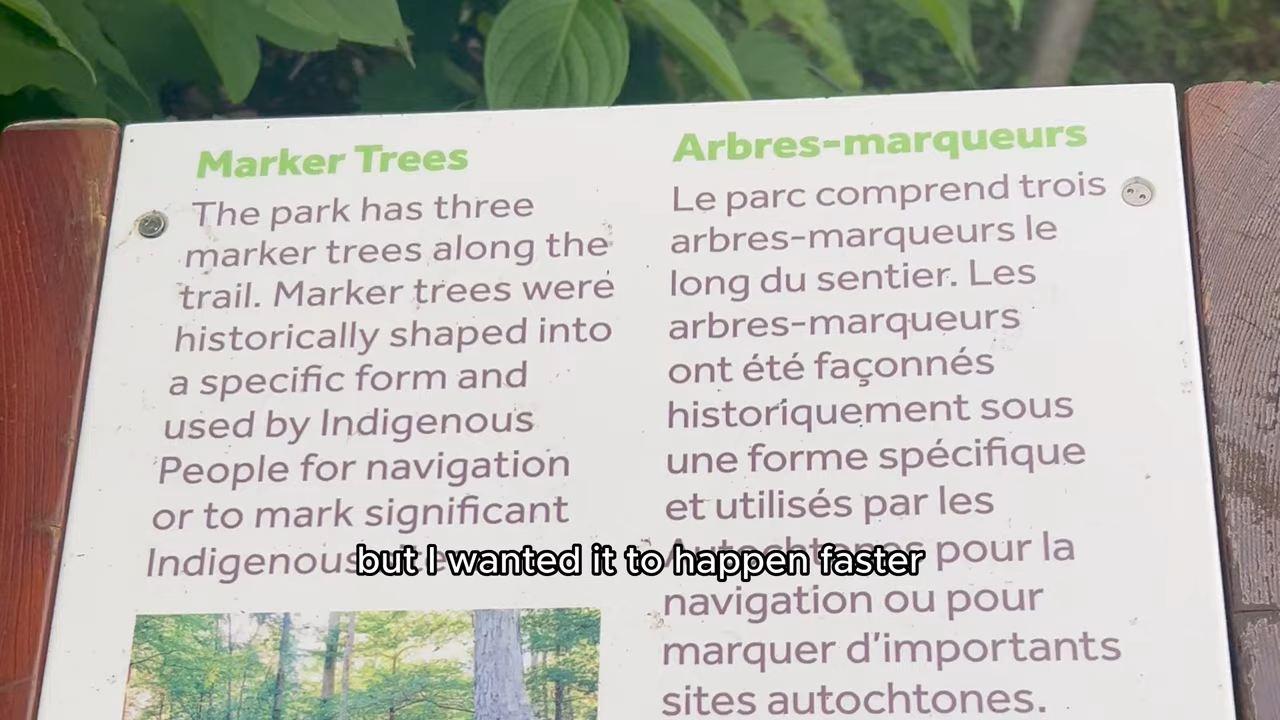 Marker Trees
The park has three
marker trees along the
trail. Marker trees were
historically shaped into
a specific form and
used by Indigenous
People for navigation
or to mark significant
Indigenous
Arbres-marqueurs
Le parc comprend trois
arbres-marqueurs le
long du sentier. Les
arbres-marqueurs
ont été façonnés
historiquement sous
une forme spécifique
et utilisés par les
Autochtones pour la
navigation ou pour
marquer d'importants
sites autochtones.
but I wanted it to happen faster